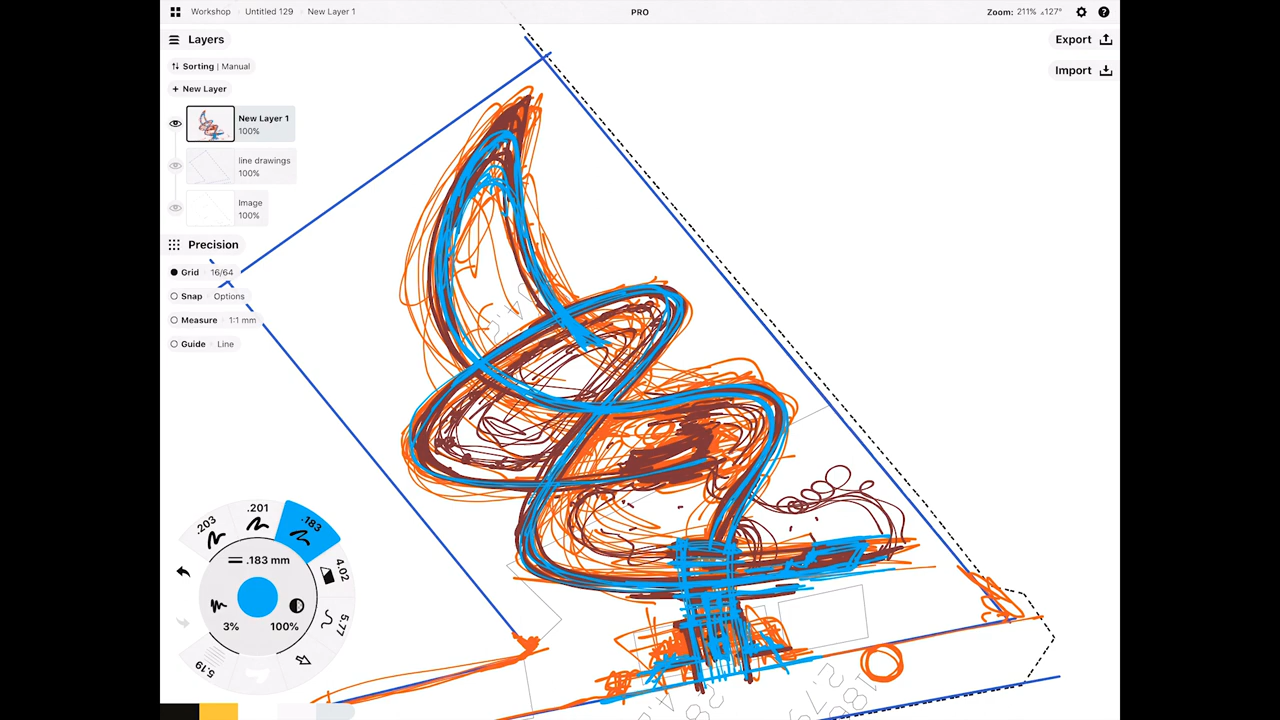 Workshop > Untitled 129 > New Layer 1
PRO
Zoom: 211% 127°
Layers
Export
Sorting | Manual
Import
+ New Layer
New Layer 1
100%
line drawings
100%
Image
100%
Precision
Grid 16/64
Snap Options
Measure 1:1 mm
Guide Line
.203
.201
.183
.183 mm
4.02
3%
100%
5.77
5.19